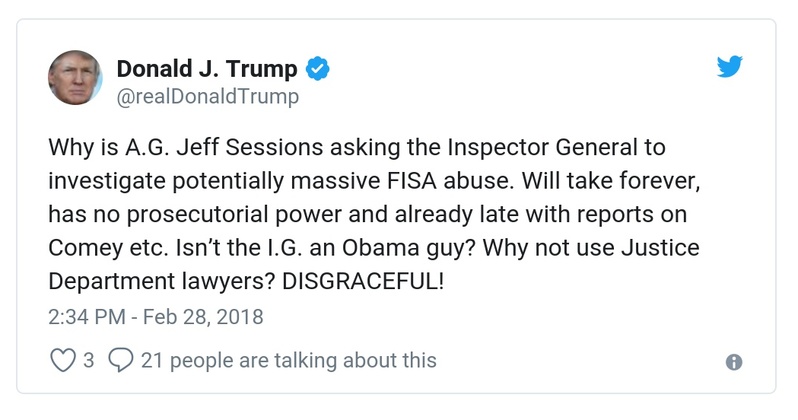 Donald J. Trump
@realDonaldTrump
Why is A.G. Jeff Sessions asking the Inspector General to
investigate potentially massive FISA abuse. Will take forever,
has no prosecutorial power and already late with reports on
Comey etc. Isn’t the I.G. an Obama guy? Why not use Justice
Department lawyers? DISGRACEFUL!
2:34 PM - Feb 28, 2018
3 21 people are talking about this